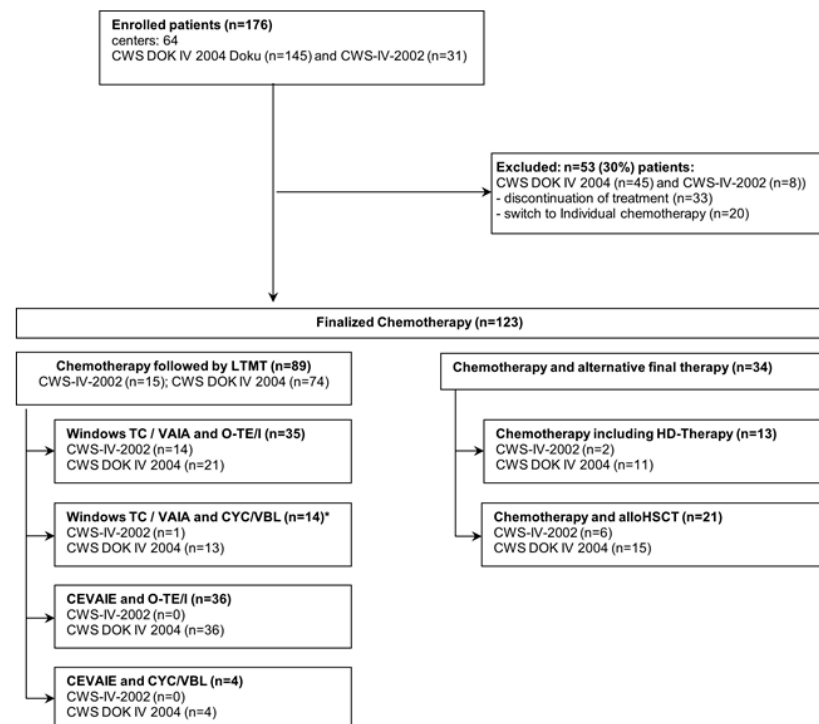 Enrolled patients (n=176)
centers: 64
CWS DOK IV 2004 Doku (n=145) and CWS-IV-2002 (n=31)
Excluded: n=53 (30%) patients:
CWS DOK IV 2004 (n=45) and CWS-IV-2002 (n=8))
- discontinuation of treatment (n=33)
- switch to Individual chemotherapy (n=20)
Finalized Chemotherapy (n=123)
Chemotherapy followed by LTMT (n=89)
CWS-IV-2002 (n=15); CWS DOK IV 2004 (n=74)
Windows TC / VAIA and O-TE/I (n=35)
CWS-IV-2002 (n=14)
CWS DOK IV 2004 (n=21)
Windows TC / VAIA and CYC/VBL (n=14)*
CWS-IV-2002 (n=1)
CWS DOK IV 2004 (n=13)
CEVAIE and O-TE/I (n=36)
CWS-IV-2002 (n=0)
CWS DOK IV 2004 (n=36)
CEVAIE and CYC/VBL (n=4)
CWS-IV-2002 (n=0)
CWS DOK IV 2004 (n=4)
Chemotherapy and alternative final therapy (n=34)
Chemotherapy including HD-Therapy (n=13)
CWS-IV-2002 (n=2)
CWS DOK IV 2004 (n=11)
Chemotherapy and alloHSCT (n=21)
CWS-IV-2002 (n=6)
CWS DOK IV 2004 (n=15)